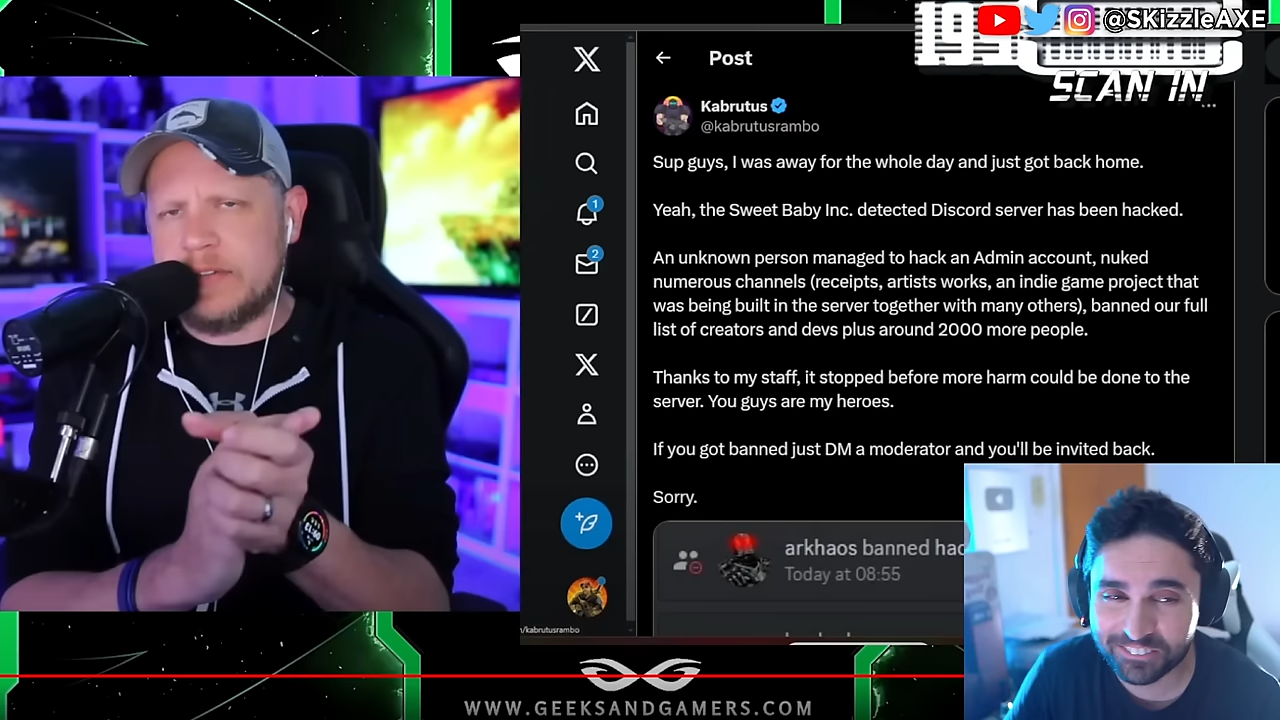 @SKizzleAXE
195
SCAN IN
Post
Kabrutus
@kabrutusrambo
Sup guys, I was away for the whole day and just got back home.
Yeah, the Sweet Baby Inc. detected Discord server has been hacked.
An unknown person managed to hack an Admin account, nuked
numerous channels (receipts, artists works, an indie game project that
was being built in the server together with many others), banned our full
list of creators and devs plus around 2000 more people.
Thanks to my staff, it stopped before more harm could be done to the
server. You guys are my heroes.
If you got banned just DM a moderator and you'll be invited back.
Sorry.
arkhaos banned hac
Today at 08:55
1
2
/kabrutusrambo
WWW.GEEKSANDGAMERS.COM